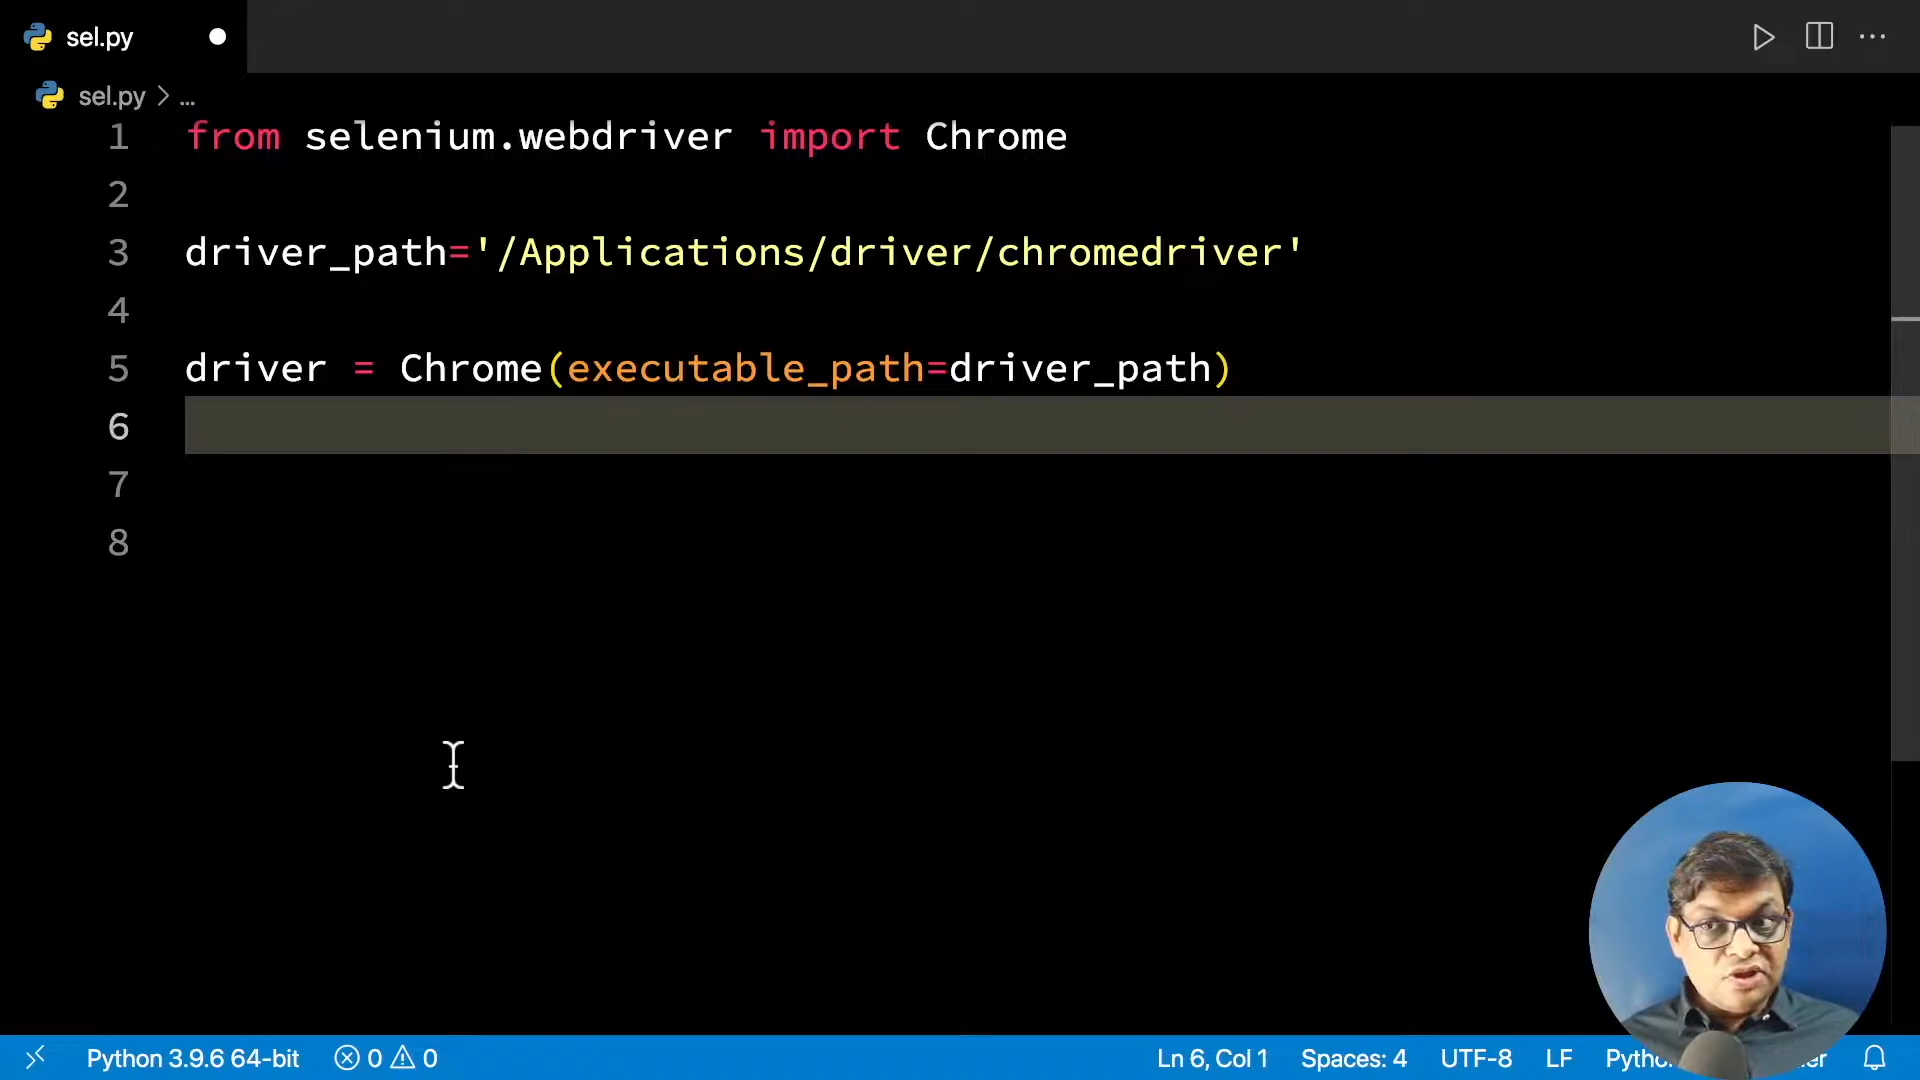 sel.py
sel.py > ...
1 from selenium.webdriver import Chrome
2
3 driver_path='/Applications/driver/chromedriver'
4
5 driver = Chrome(executable_path=driver_path)
6
7
8
Python 3.9.6 64-bit 0 0 Ln 6, Col 1 Spaces: 4 UTF-8 LF